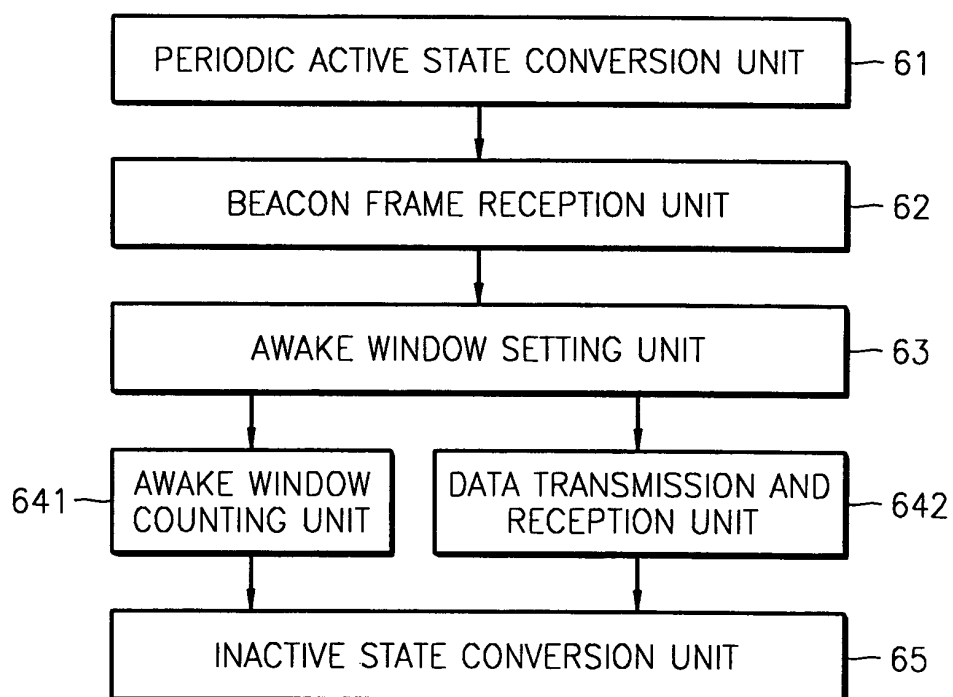 PERIODIC ACTIVE STATE CONVERSION UNIT 61
BEACON FRAME RECEPTION UNIT 62
AWAKE WINDOW SETTING UNIT 63
641 AWAKE WINDOW
COUNTING UNIT
DATA TRANSMISSION AND
RECEPTION UNIT 642
INACTIVE STATE CONVERSION UNIT 65